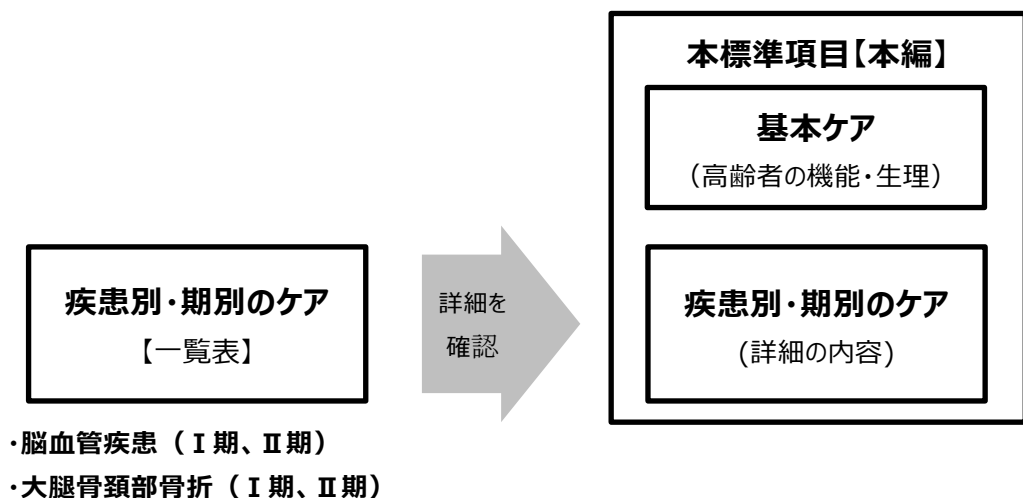 本標準項目【本編】
基本ケア
（高齢者の機能・生理）
疾患別・期別のケア
【一覧表】
詳細を
確認
疾患別・期別のケア
(詳細の内容)
・脳血管疾患（Ⅰ期、Ⅱ期）
・大腿骨頚部骨折（Ⅰ期、Ⅱ期）